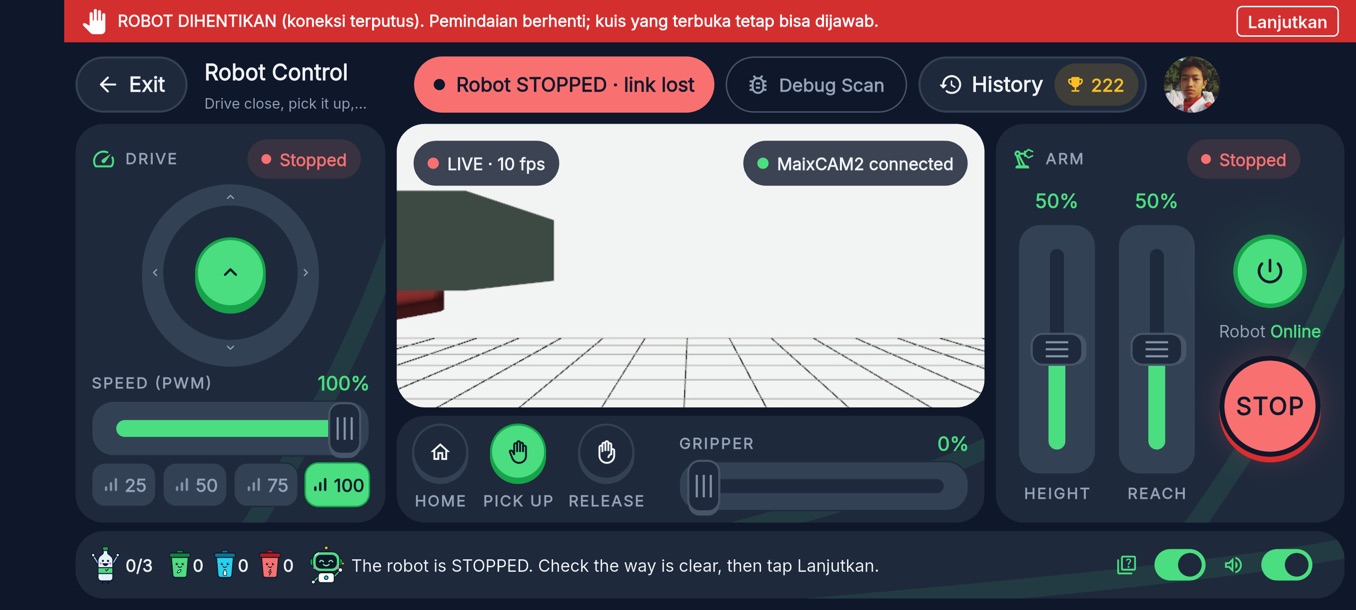 ROBOT DIHENTIKAN (koneksi terputus). Pemindaian berhenti; kuis yang terbuka tetap bisa dijawab.
Lanjutkan
Exit
Robot Control
Drive close, pick it up,...
Robot STOPPED · link lost
Debug Scan
History
222
DRIVE
Stopped
LIVE · 10 fps
MaixCAM2 connected
ARM
Stopped
50%
50%
Robot Online
STOP
HEIGHT
REACH
SPEED (PWM)
100%
25
50
75
100
HOME
PICK UP
RELEASE
GRIPPER
0%
0/3
0
0
0
The robot is STOPPED. Check the way is clear, then tap Lanjutkan.